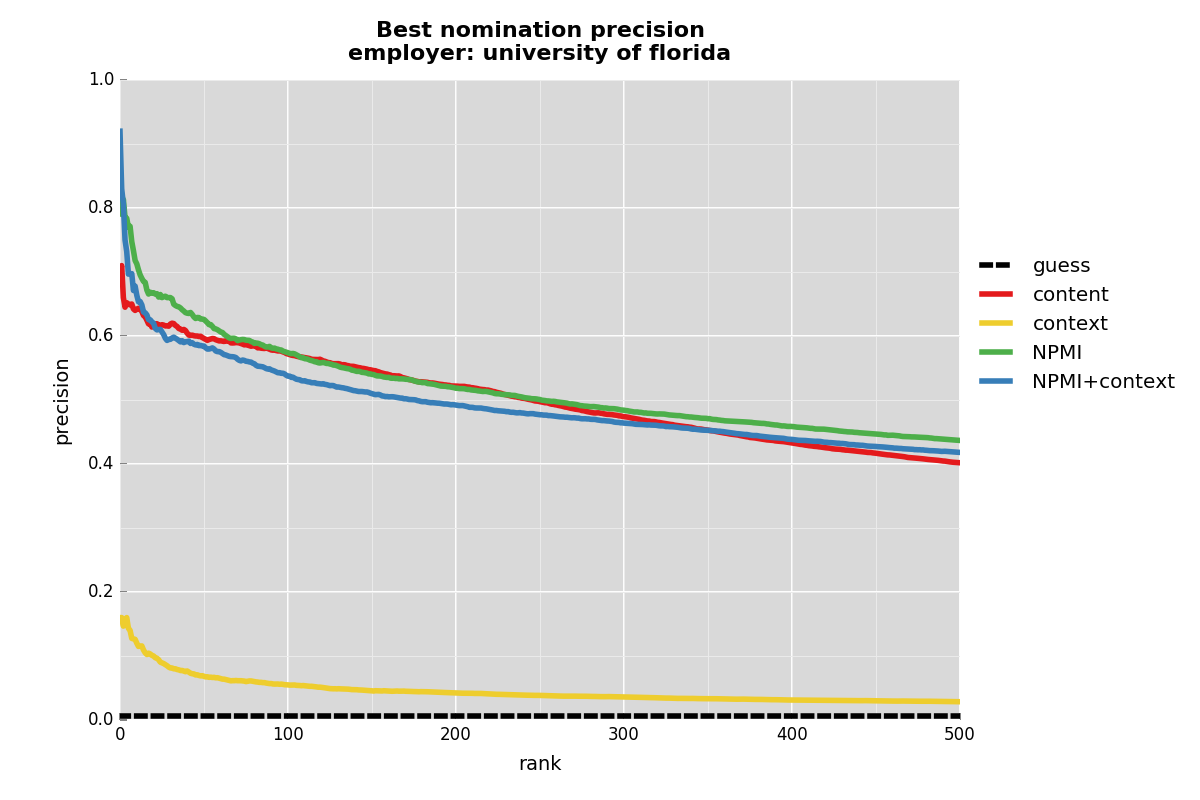 Best nomination precision
employer: university of florida
precision
1.0
0.8
0.6
0.4
0.2
0.0
0 100 200 300 400 500
rank
guess
content
context
NPMI
NPMI+context